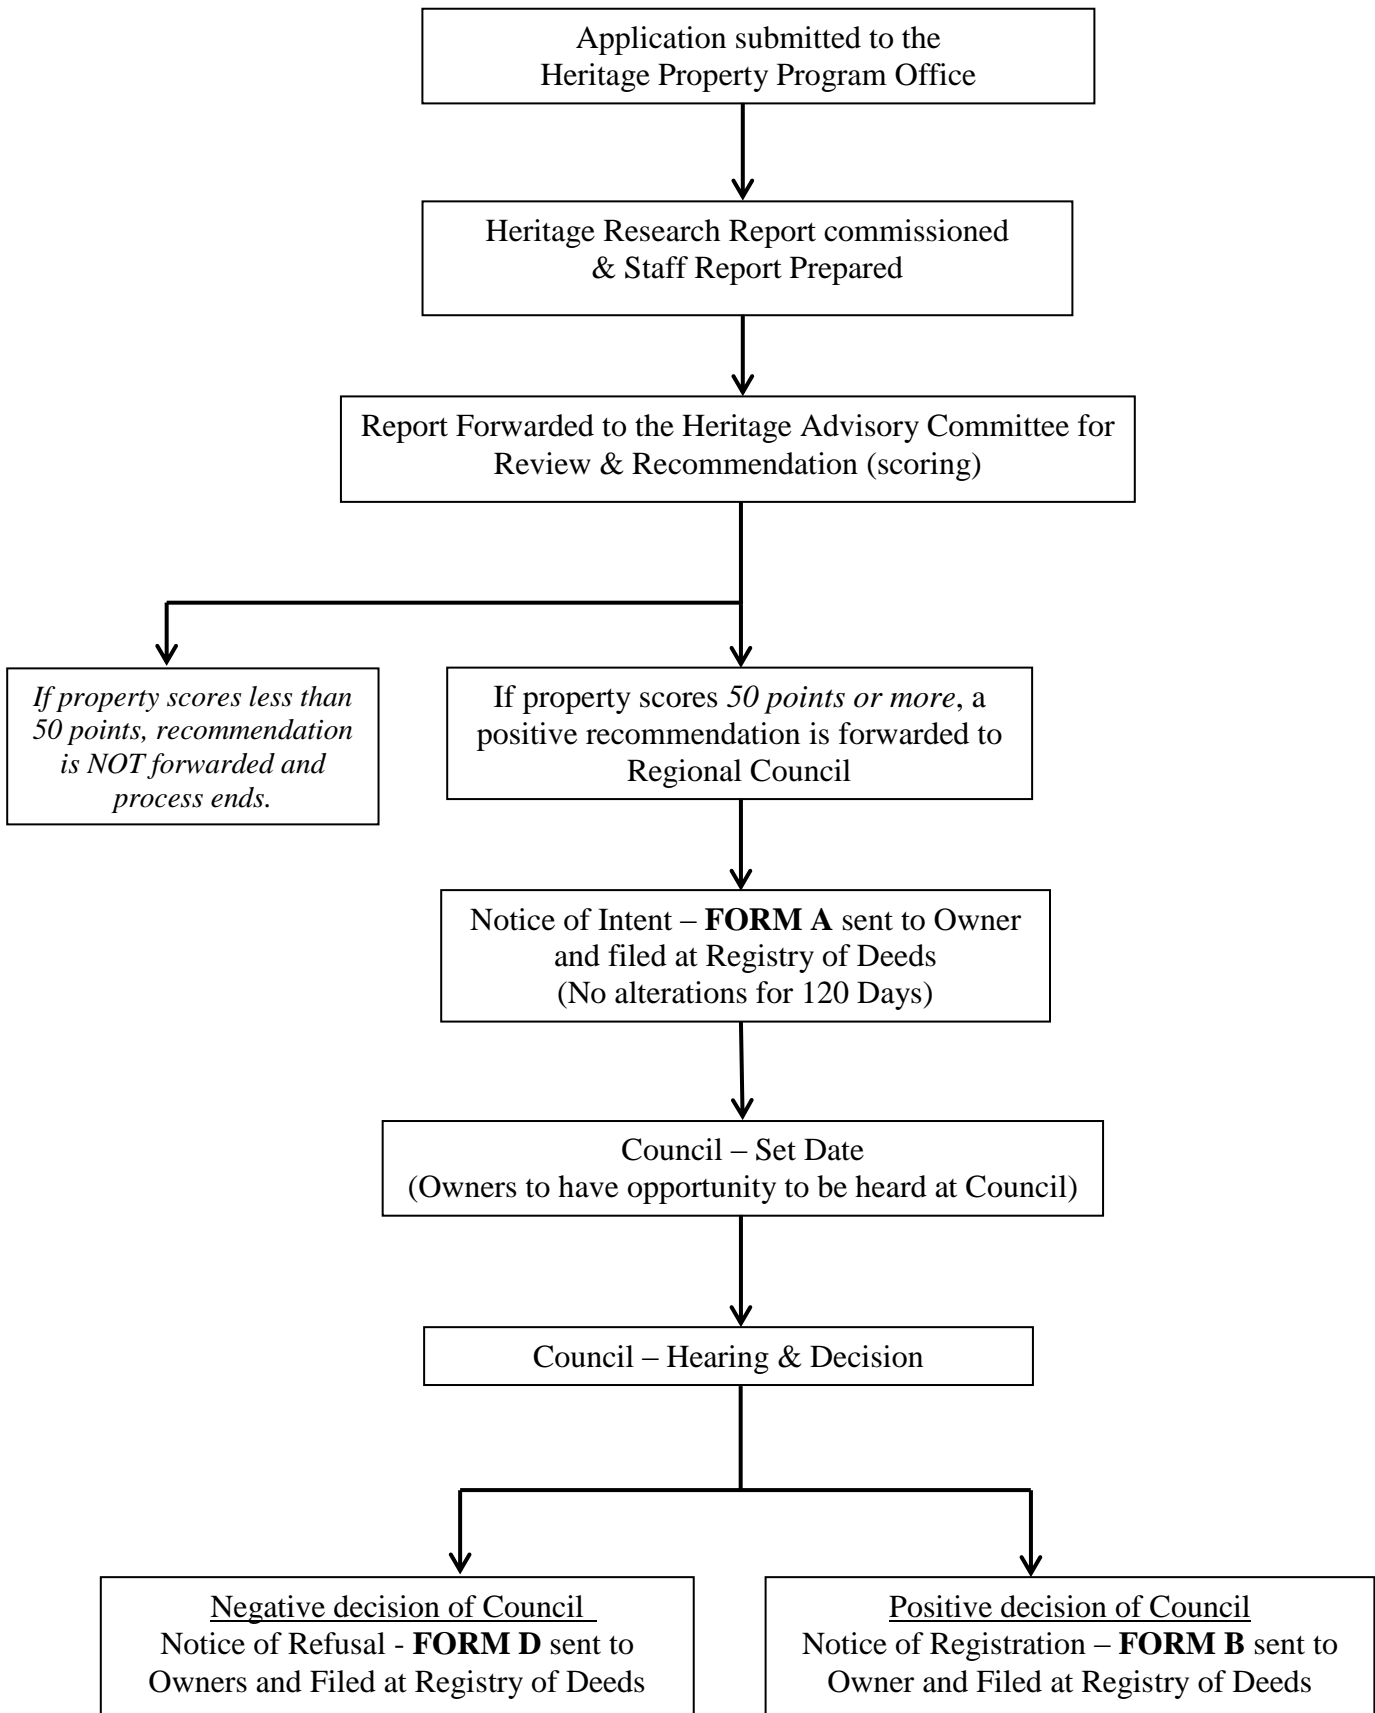 Application submitted to the
Heritage Property Program Office
Heritage Research Report commissioned
& Staff Report Prepared
Report Forwarded to the Heritage Advisory Committee for
Review & Recommendation (scoring)
If property scores less than
50 points, recommendation
is NOT forwarded and
process ends.
If property scores 50 points or more, a
positive recommendation is forwarded to
Regional Council
Notice of Intent – FORM A sent to Owner
and filed at Registry of Deeds
(No alterations for 120 Days)
Council – Set Date
(Owners to have opportunity to be heard at Council)
Council – Hearing & Decision
Negative decision of Council
Notice of Refusal - FORM D sent to
Owners and Filed at Registry of Deeds
Positive decision of Council
Notice of Registration – FORM B sent to
Owner and Filed at Registry of Deeds